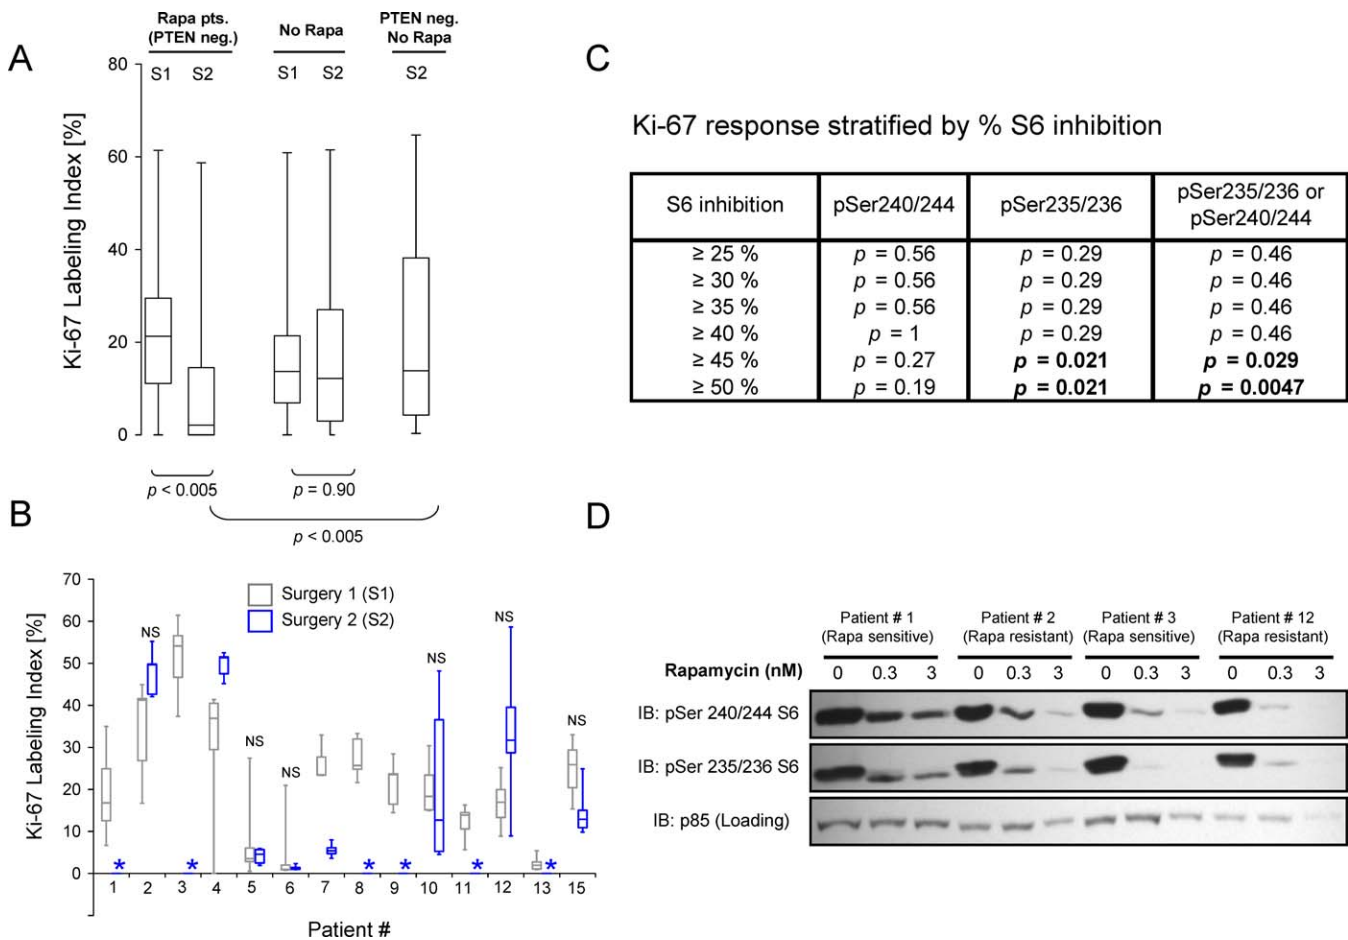 A
Rapa pts.
(PTEN neg.)
No Rapa
PTEN neg.
No Rapa
S1 S2 S1 S2 S2
Ki-67 Labeling Index [%]
80
60
40
20
0
p < 0.005
p = 0.90
p < 0.005
B
Surgery 1 (S1)
Surgery 2 (S2)
Ki-67 Labeling Index [%]
70
60
50
40
30
20
10
0
NS
NS
NS
NS
NS
NS
* * * * * *
1 2 3 4 5 6 7 8 9 10 11 12 13 15
Patient #
C
Ki-67 response stratified by % S6 inhibition
S6 inhibition pSer240/244 pSer235/236 pSer235/236 or
pSer240/244
≥ 25 % p = 0.56 p = 0.29 p = 0.46
≥ 30 % p = 0.56 p = 0.29 p = 0.46
≥ 35 % p = 0.56 p = 0.29 p = 0.46
≥ 40 % p = 1 p = 0.29 p = 0.46
≥ 45 % p = 0.27 p = 0.021 p = 0.029
≥ 50 % p = 0.19 p = 0.021 p = 0.0047
D
Patient # 1 Patient # 2 Patient # 3 Patient # 12
(Rapa sensitive) (Rapa resistant) (Rapa sensitive) (Rapa resistant)
Rapamycin (nM) 0 0.3 3 0 0.3 3 0 0.3 3 0 0.3 3
IB: pSer 240/244 S6
IB: pSer 235/236 S6
IB: p85 (Loading)